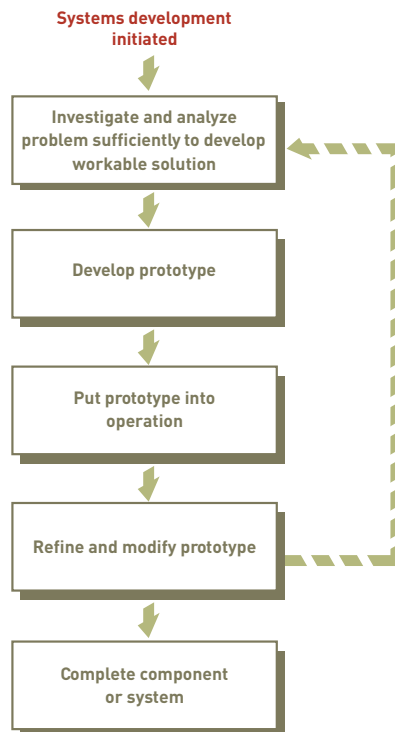 Systems development
initiated
Investigate and analyze
problem sufficiently to develop
workable solution
Develop prototype
Put prototype into
operation
Refine and modify prototype
Complete component
or system